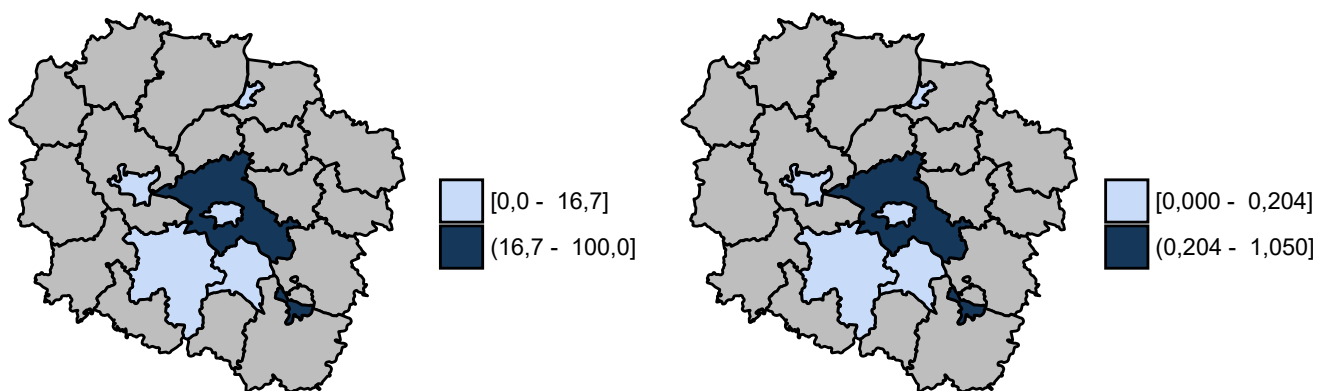 [0,0 - 16,7]
(16,7 - 100,0]
[0,000 - 0,204]
(0,204 - 1,050]